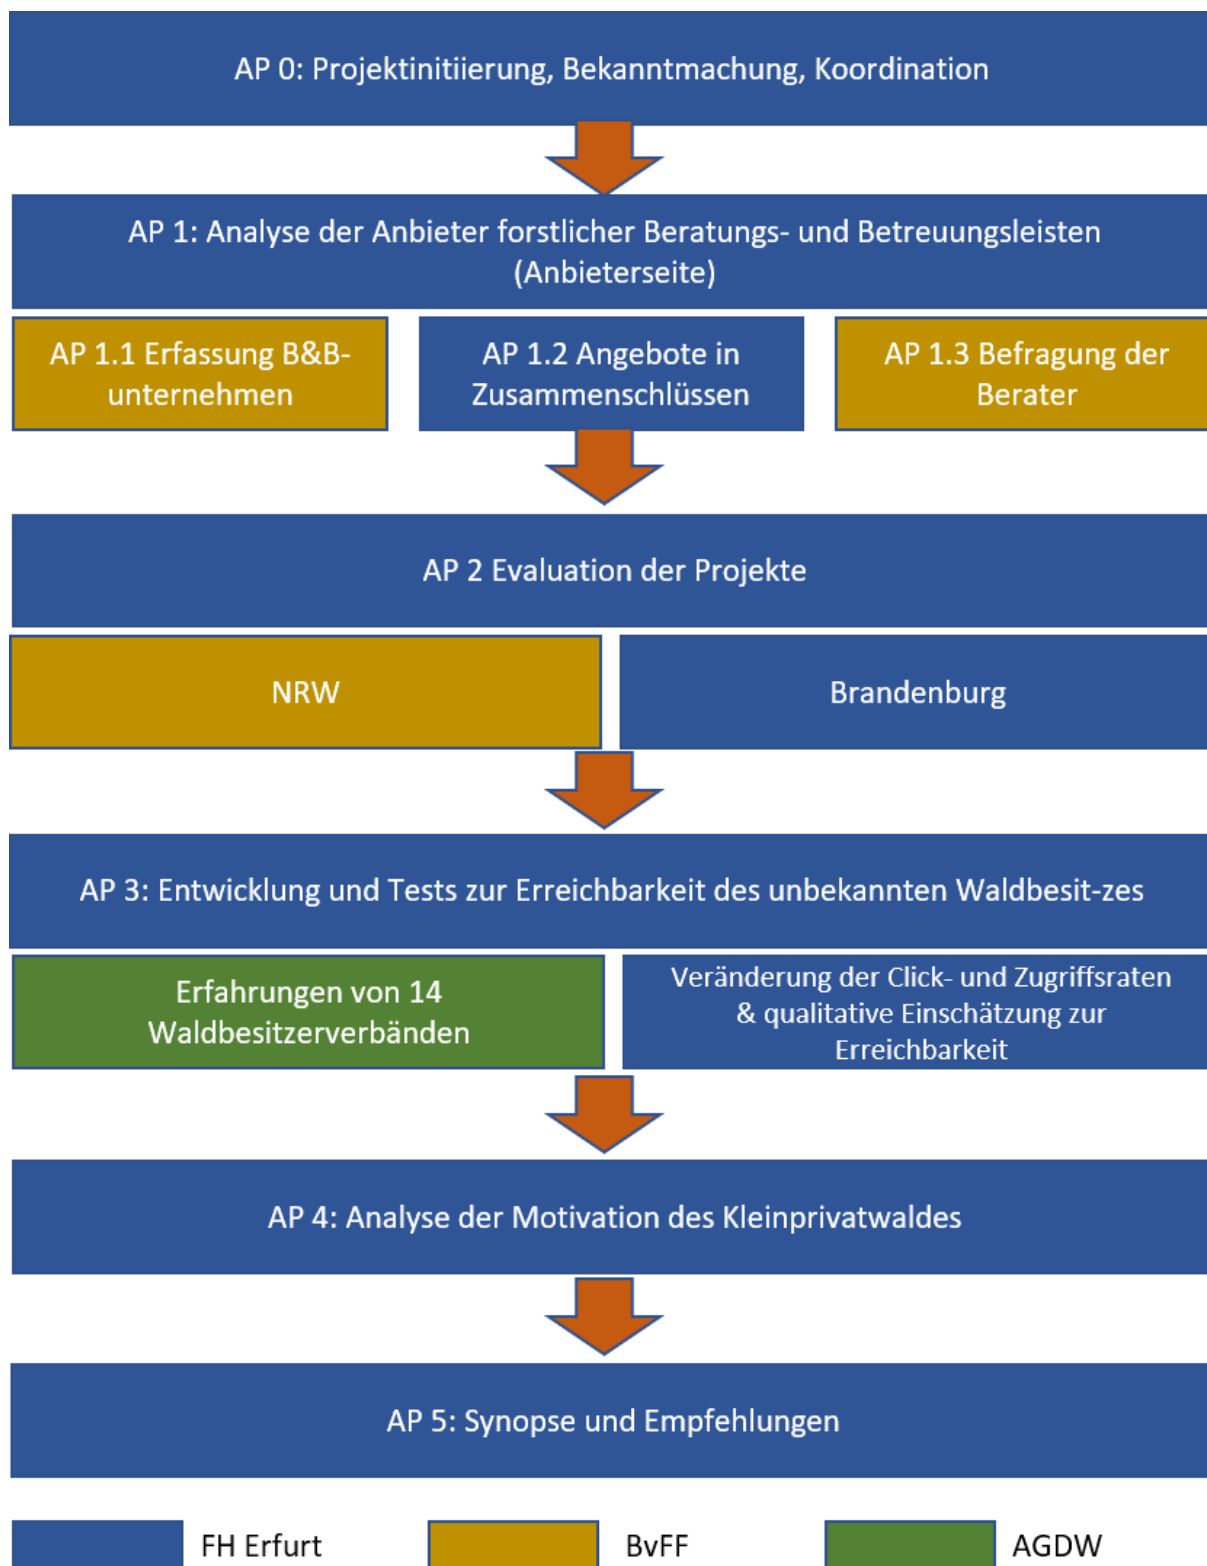 AP 0: Projektinitiierung, Bekanntmachung, Koordination
AP 1: Analyse der Anbieter forstlicher Beratungs- und Betreuungsleisten
(Anbieterseite)
AP 1.1 Erfassung B&B-
unternehmen
AP 1.2 Angebote in
Zusammenschlüssen
AP 1.3 Befragung der
Berater
AP 2 Evaluation der Projekte
NRW
Brandenburg
AP 3: Entwicklung und Tests zur Erreichbarkeit des unbekannten Waldbesit-zes
Erfahrungen von 14
Waldbesitzerverbänden
Veränderung der Click- und Zugriffsraten
& qualitative Einschätzung zur
Erreichbarkeit
AP 4: Analyse der Motivation des Kleinprivatwaldes
AP 5: Synopse und Empfehlungen
FH Erfurt
BvFF
AGDW